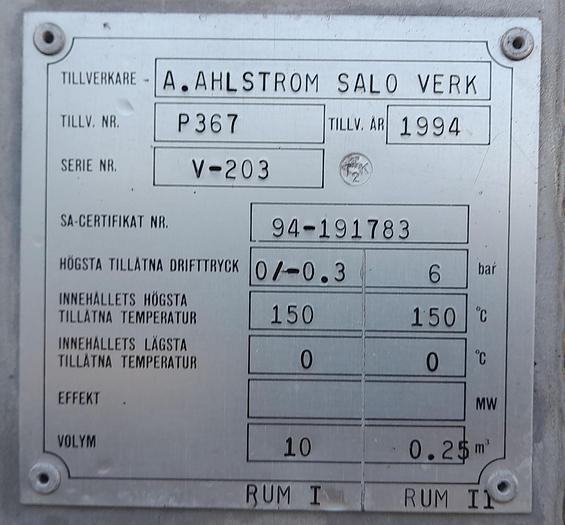 TILLVERKARE - A.AHLSTROM SALO VERK
TILLV. NR. P367 TILLV. ÅR 1994
SERIE NR. V-203
SA-CERTIFIKAT NR. 94-191783
HÖGSTA TILLÅTNA DRIFTTRYCK 0/-0.3 6 bar
INNEHÅLLETS HÖGSTA
TILLÅTNA TEMPERATUR 150 150 °C
INNEHÅLLETS LÄGSTA
TILLÅTNA TEMPERATUR 0 0 °C
EFFEKT MW
VOLYM 10 0.25 m³
RUM I RUM II